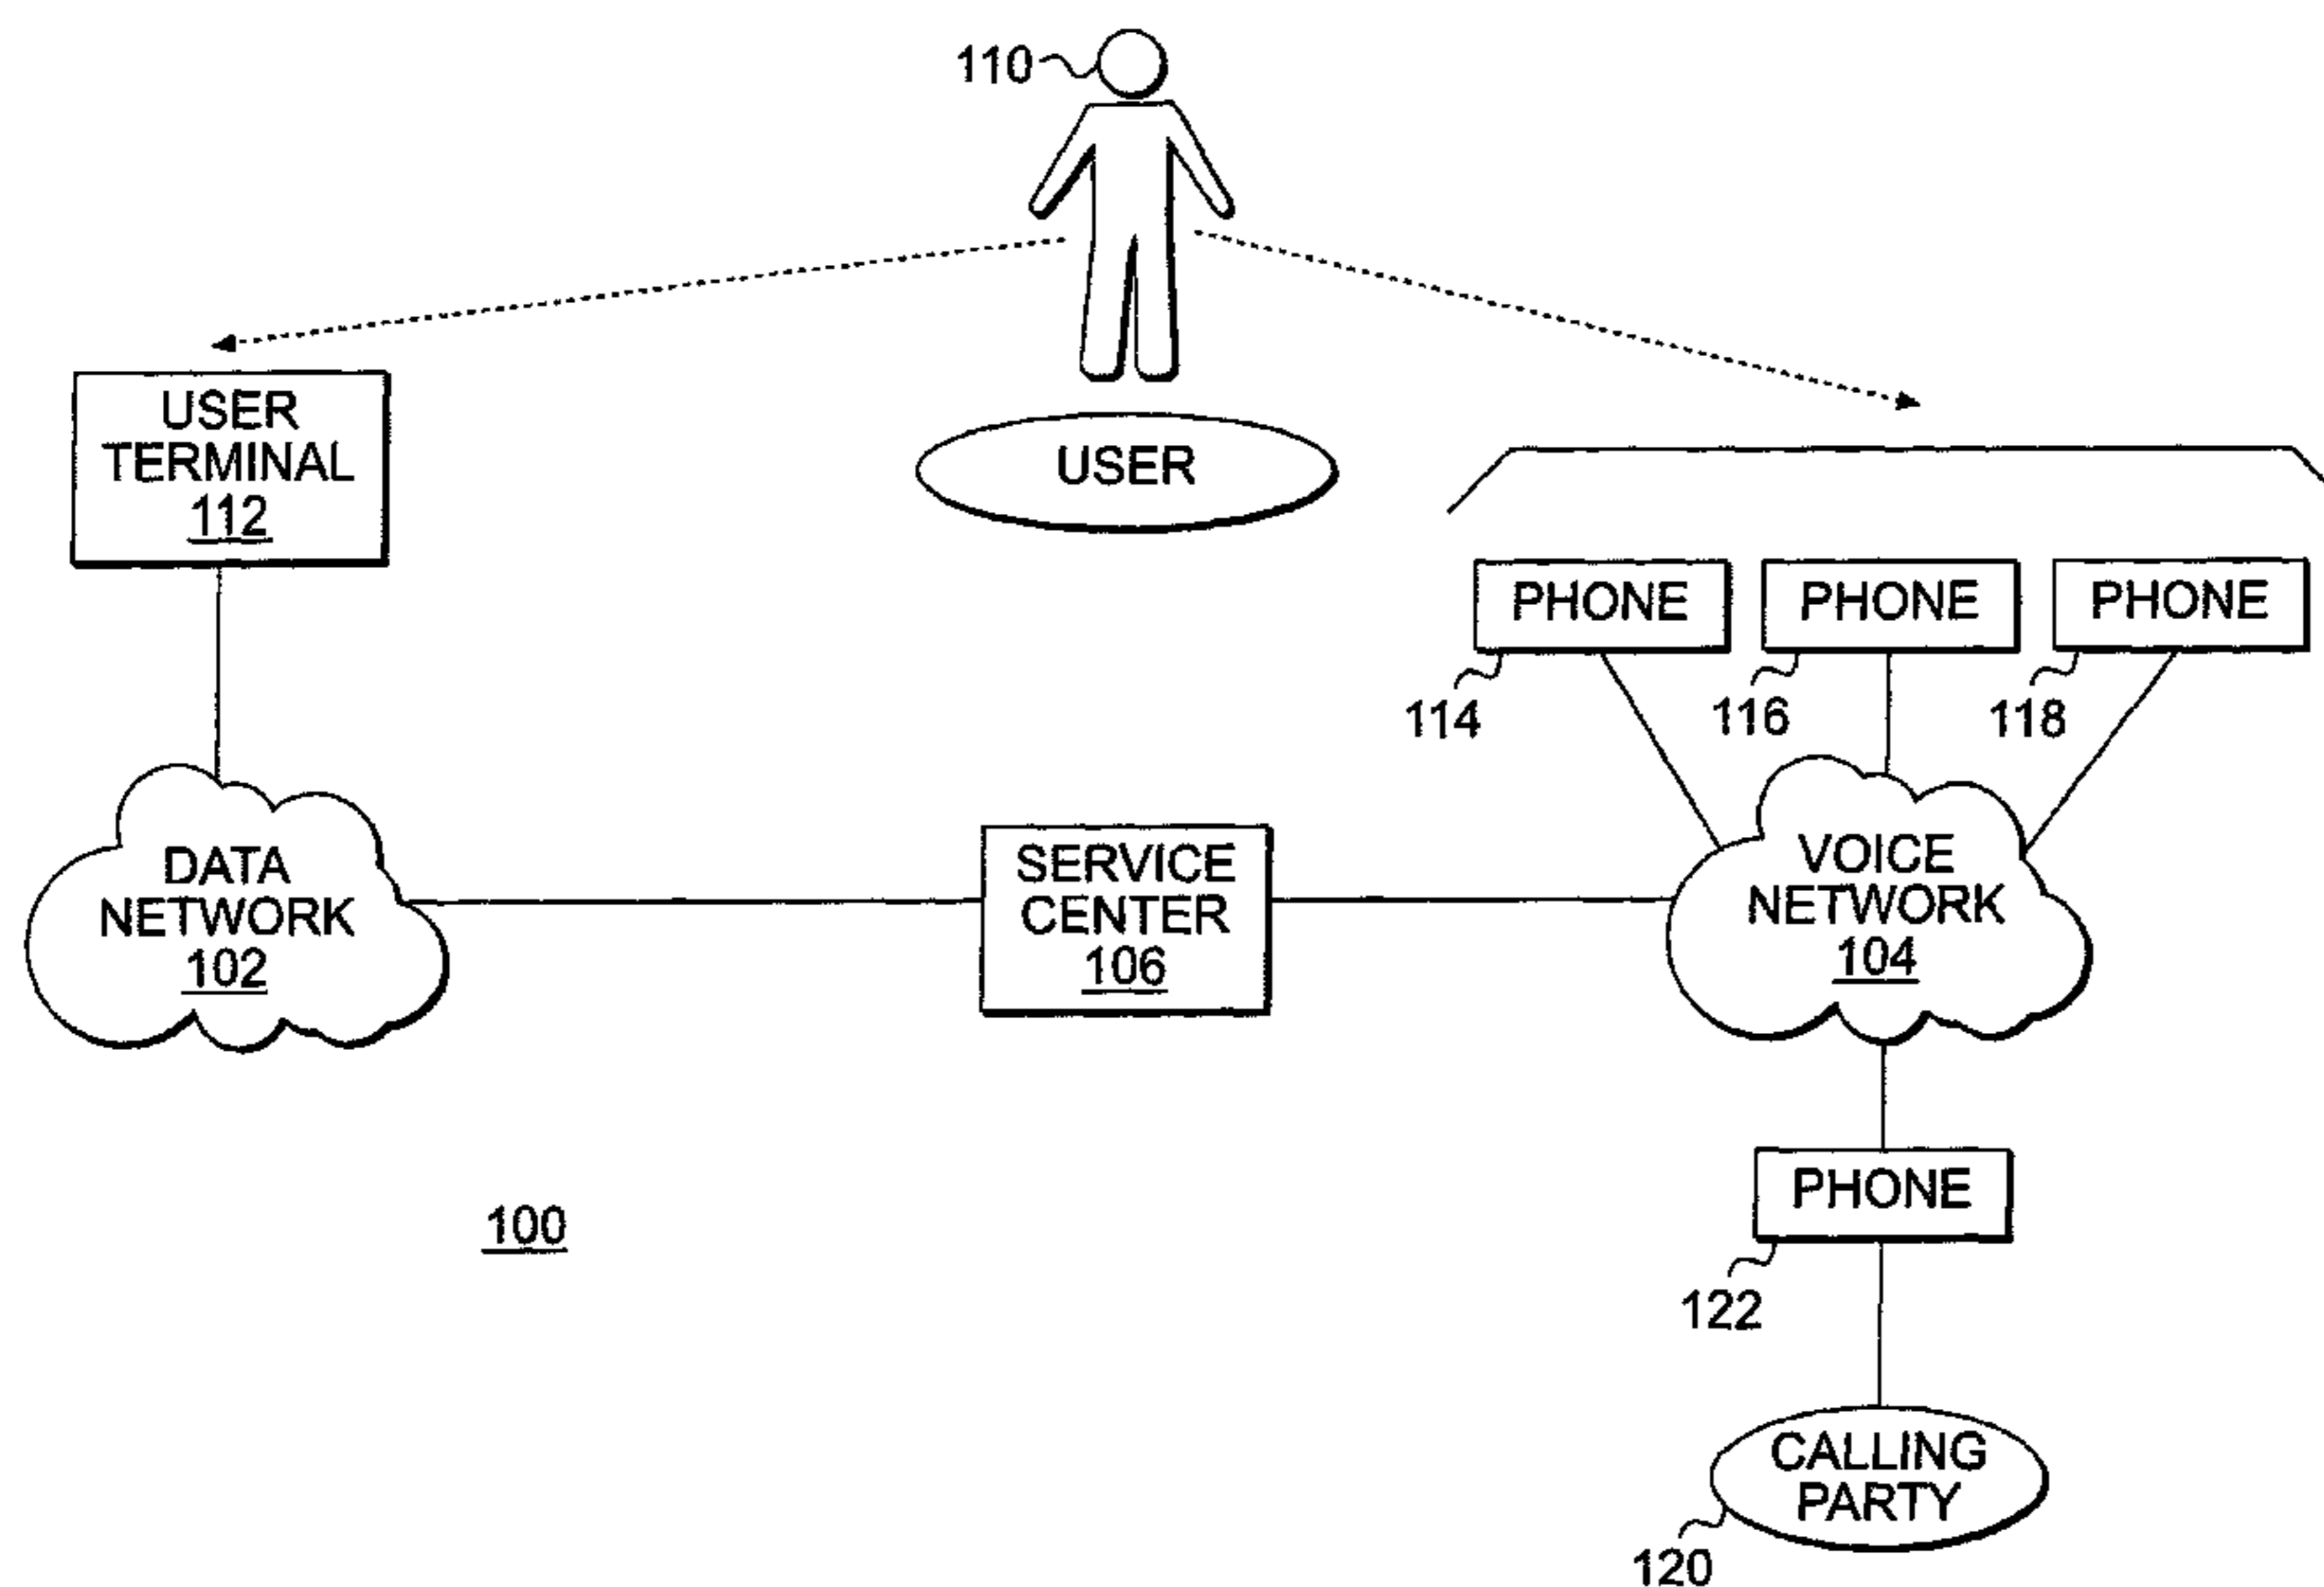 110
USER
TERMINAL
112
USER
PHONE
PHONE
PHONE
114
116
118
DATA
NETWORK
102
SERVICE
CENTER
106
VOICE
NETWORK
104
PHONE
122
100
CALLING
PARTY
120